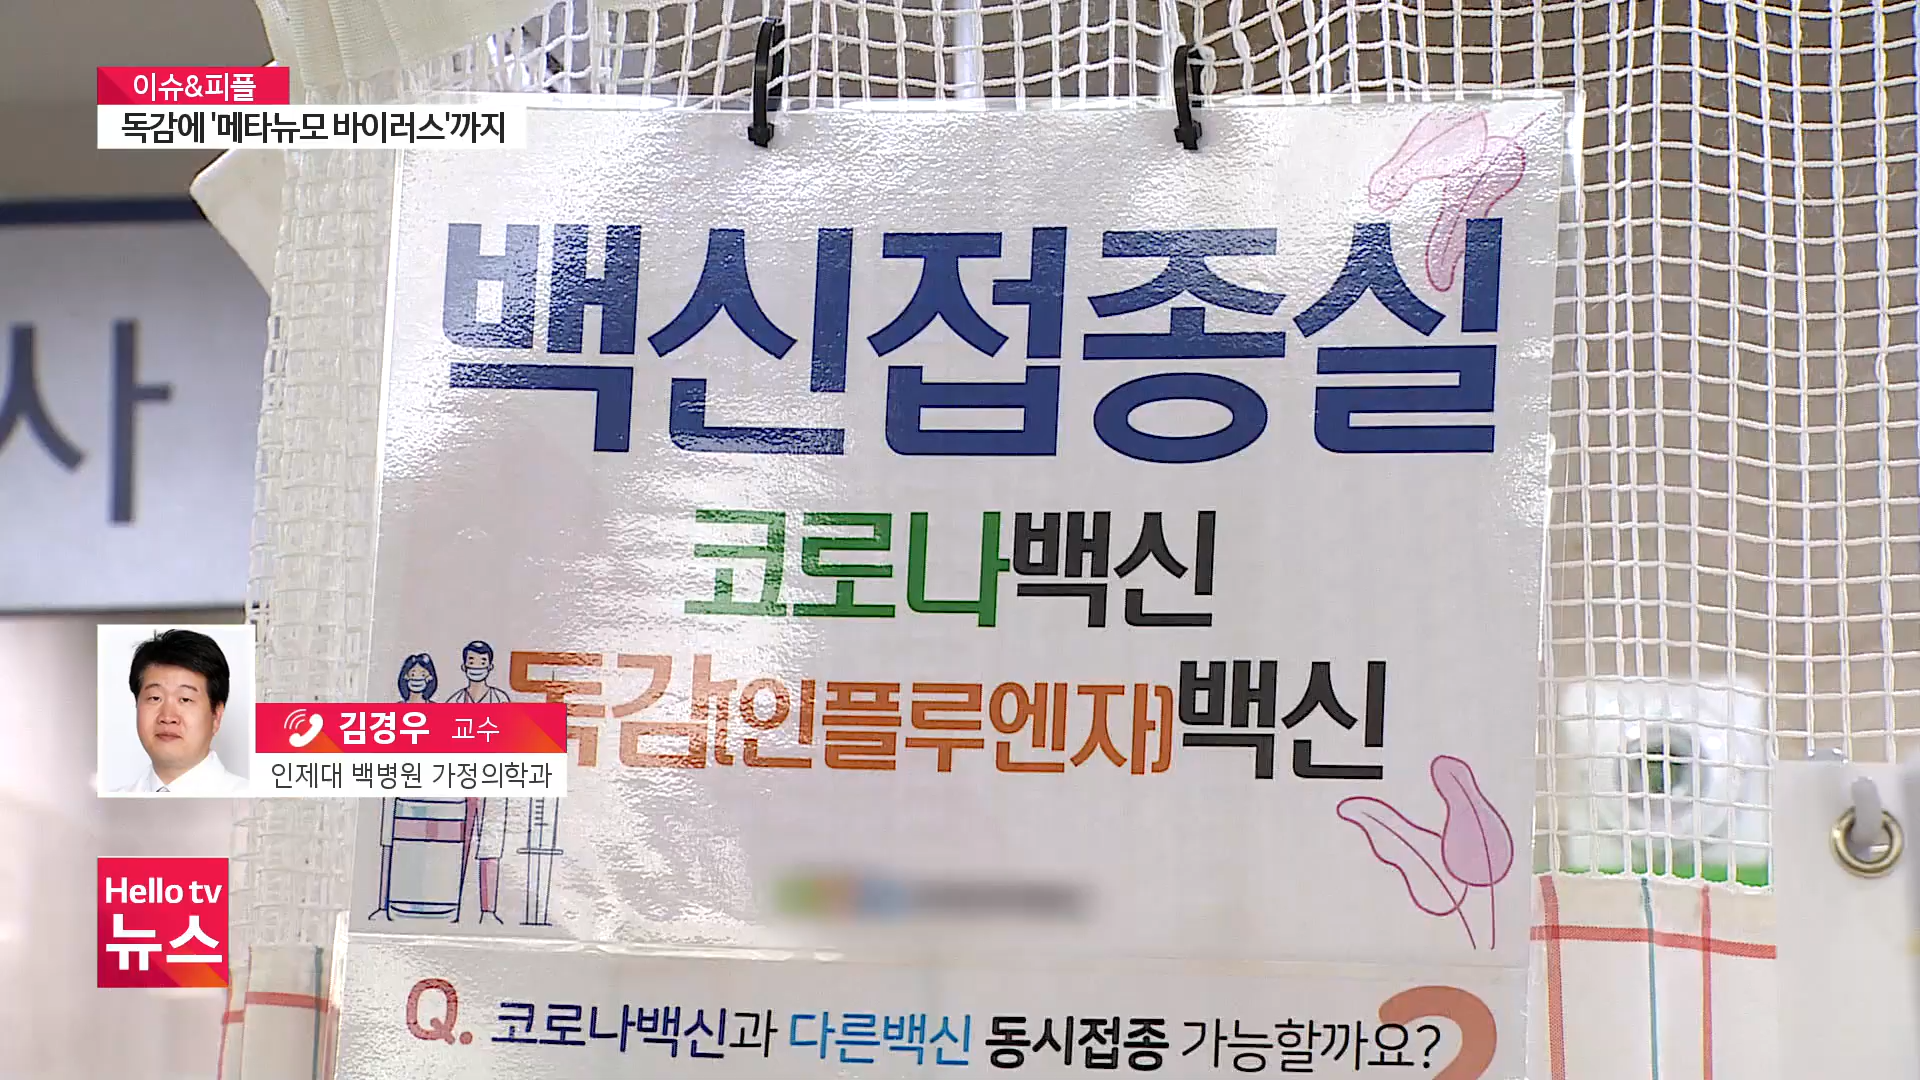 이슈&피플
독감에 '메타뉴모 바이러스'까지
백신접종실
사
코로나백신
독감(인플루엔자)백신
김경우 교수
인제대 백병원 가정의학과
Hello tv
뉴스
Q. 코로나백신과 다른백신 동시접종 가능할까요?